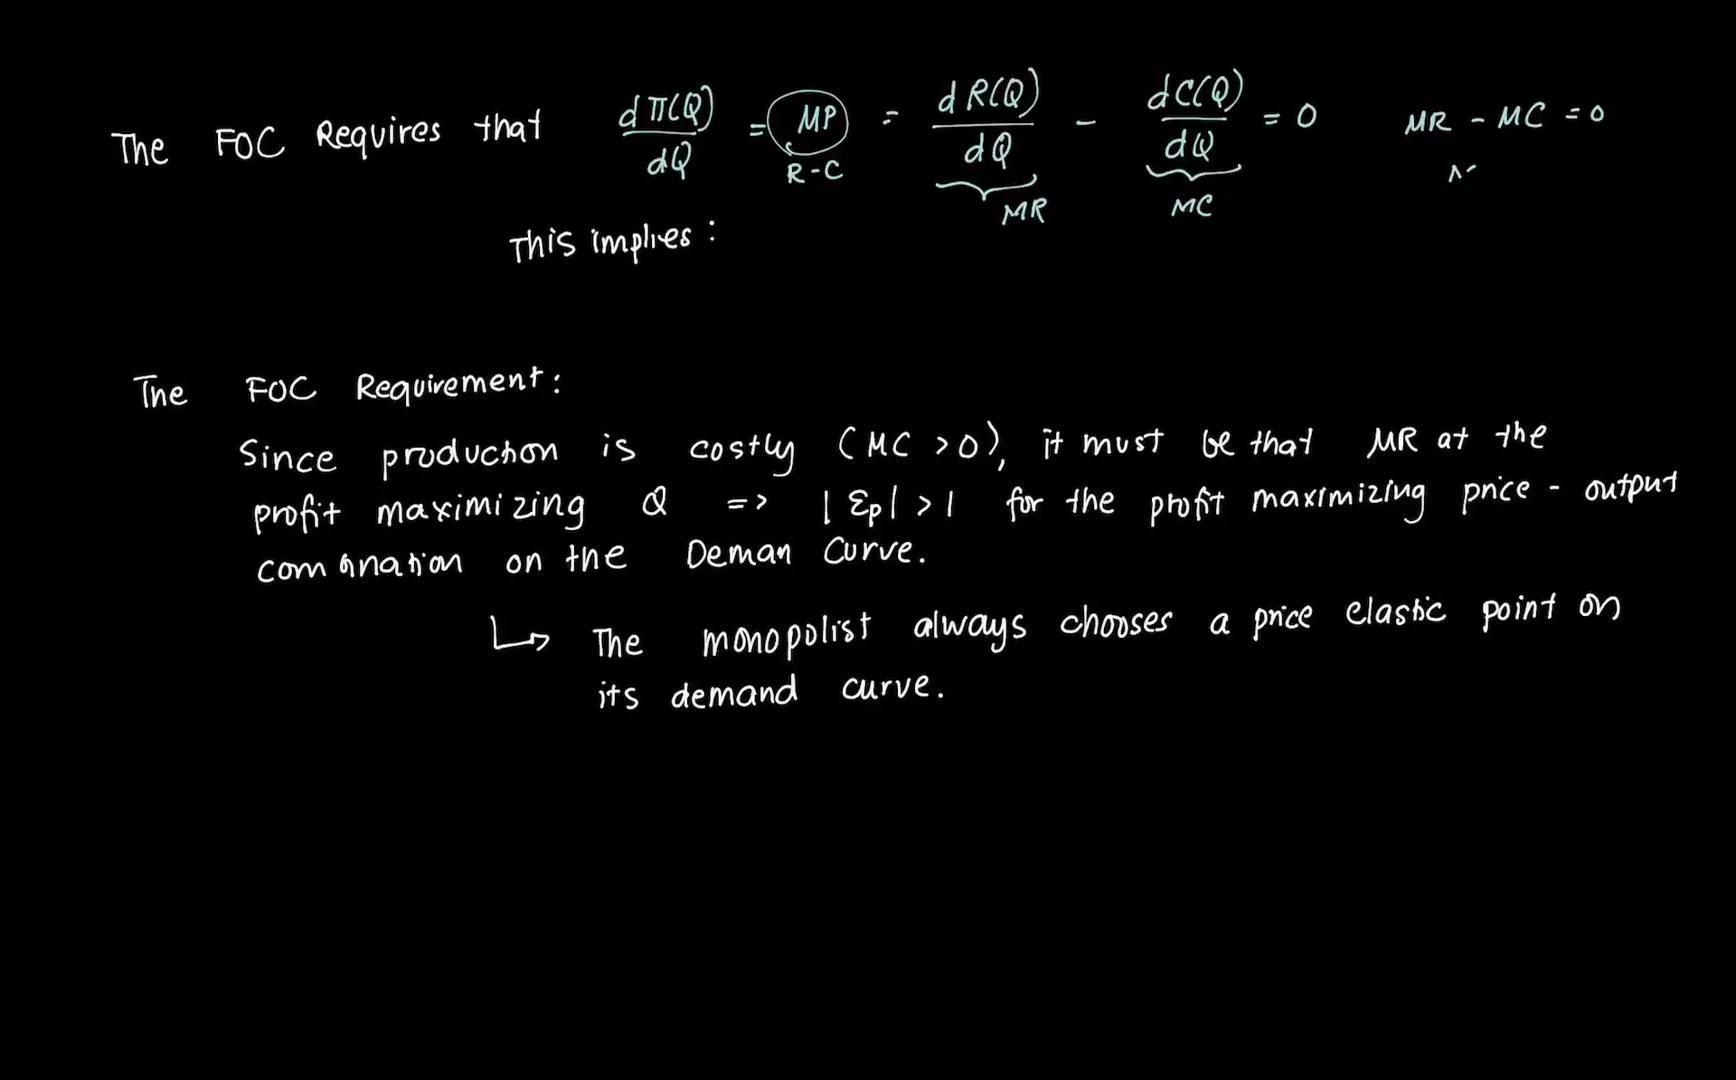 The FOC Requires that dπ(Q)/dQ = MP = dR(Q)/dQ - dC(Q)/dQ = 0 MR - MC = 0
R-C MR MC
This implies:
The FOC Requirement:
Since production is costly (MC > 0), it must be that MR at the
profit maximizing Q => |Ep| > 1 for the profit maximizing price - output
comination on the Deman Curve.
↳ The monopolist always chooses a price elastic point on
its demand curve.